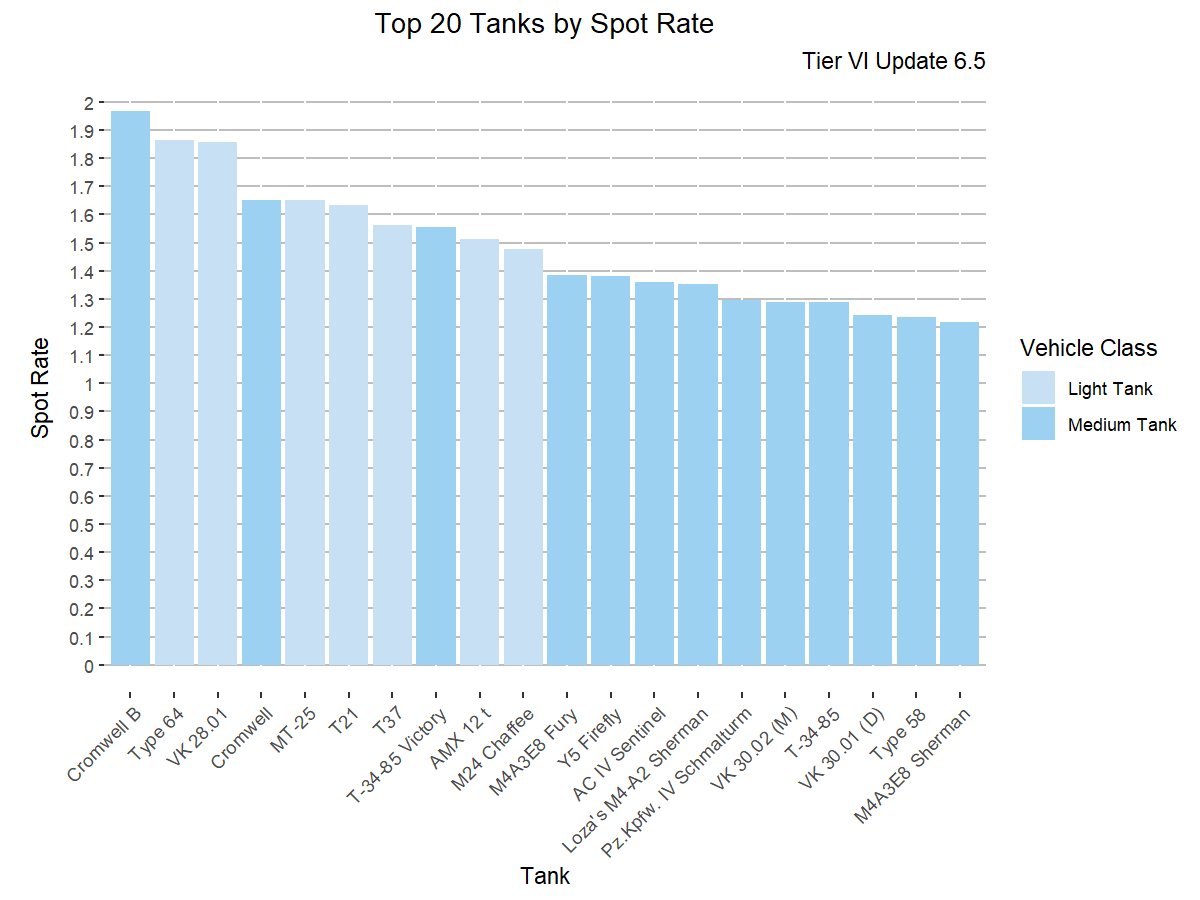 Top 20 Tanks by Spot Rate
Tier VI Update 6.5
2
1.9
1.8
1.7
1.6
1.5
1.4
1.3
1.2
1.1
1
0.9
0.8
0.7
0.6
0.5
0.4
0.3
0.2
0.1
0
Spot Rate
Cromwell B
Type 64
VK 28.01
Cromwell
MT-25
T21
T37
T-34-85 Victory
AMX 12 t
M24 Chaffee
M4A3E8 Fury
Y5 Firefly
AC IV Sentinel
Loza's M4-A2 Sherman
Pz.Kpfw. IV Schmalturm
VK 30.02 (M)
T-34-85
VK 30.01 (D)
Type 58
M4A3E8 Sherman
Tank
Vehicle Class
Light Tank
Medium Tank